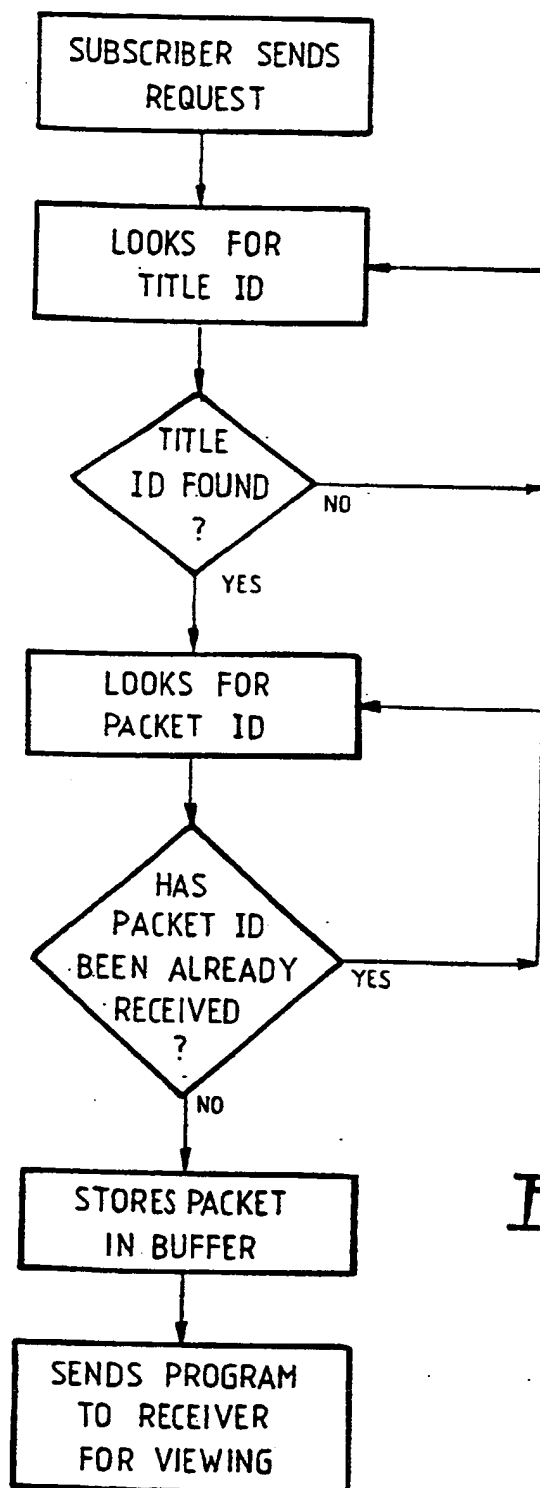 SUBSCRIBER SENDS
REQUEST
LOOKS FOR
TITLE ID
TITLE
ID FOUND
?
NO
YES
LOOKS FOR
PACKET ID
HAS
PACKET ID
BEEN ALREADY
RECEIVED
?
YES
NO
STORES PACKET
IN BUFFER
SENDS PROGRAM
TO RECEIVER
FOR VIEWING